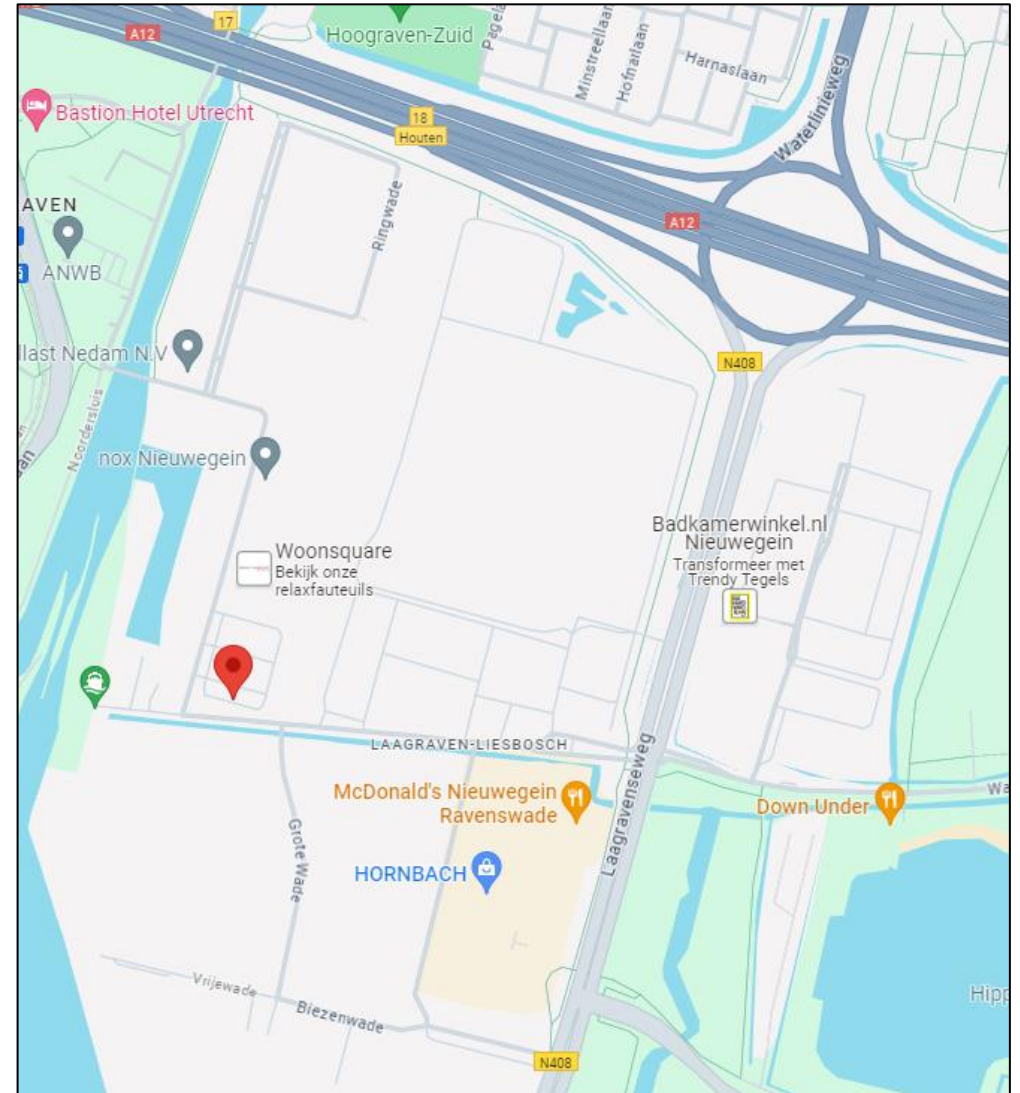 17
A12
Hoograven-Zuid
Minstreellaan
Hofnarlaan
Harnaslaan
Waterlinieweg
Bastion Hotel Utrecht
18
Houten
AVEN
ANWB
Ringwade
A12
llast Nedam N.V
N408
Noordersluis
nox Nieuwegein
Woonsquare
Bekijk onze
relaxfauteuils
Badkamerwinkel.nl
Nieuwegein
Transformeer met
Trendy Tegels
LAAGRAVEN-LIESBOSCH
Laagravenseweg
McDonald's Nieuwegein
Ravenswade
Down Under
Wa
Grote Wade
HORNBACH
Vrijewade
Biezenwade
Hipp
N408